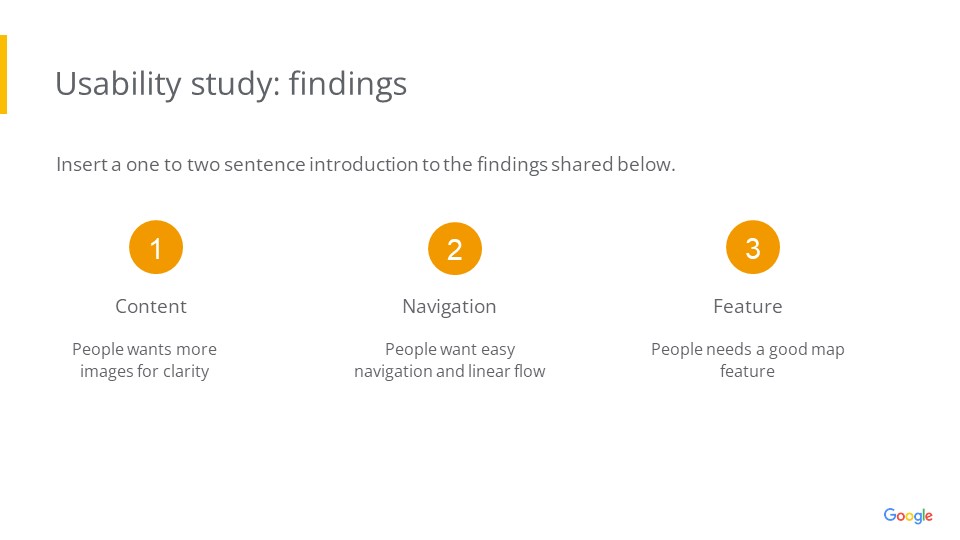 Usability study: findings
Insert a one to two sentence introduction to the findings shared below.
1
2
3
Content
Navigation
Feature
People wants more
images for clarity
People want easy
navigation and linear flow
People needs a good map
feature
Google